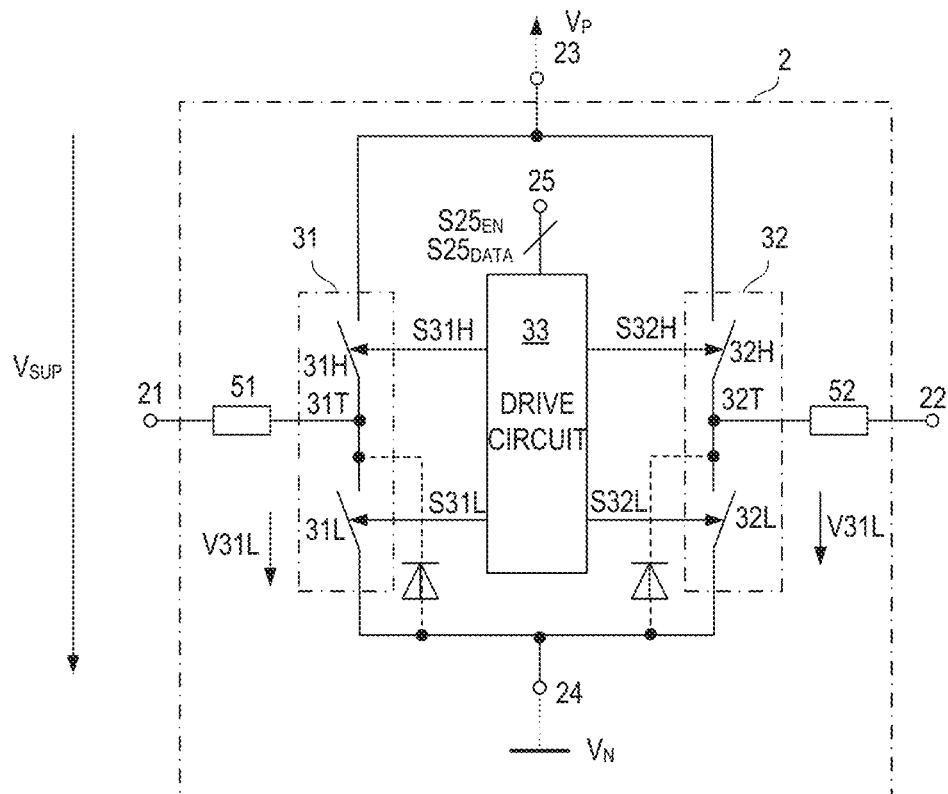 VP
23
2
25
S25EN
S25DATA
31
32
S31H
33
S32H
31H
32H
VSUP
21
51
31T
DRIVE
CIRCUIT
32T
52
22
S31L
S32L
31L
32L
V31L
V31L
24
VN